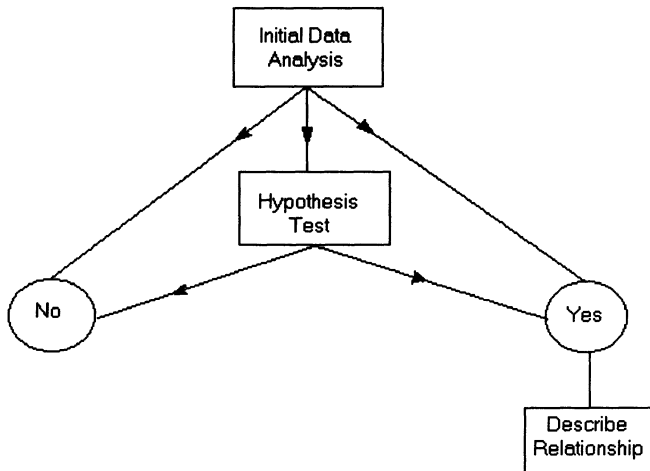 Initial Data
Analysis
Hypothesis
Test
No
Yes
Describe
Relationship